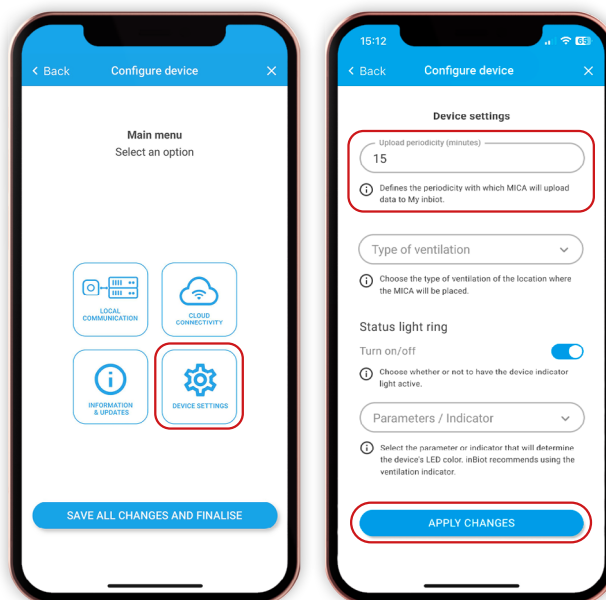 < Back Configure device ×
Main menu
Select an option
LOCAL
COMMUNICATION
CLOUD
CONNECTIVITY
INFORMATION
& UPDATES
DEVICE SETTINGS
SAVE ALL CHANGES AND FINALISE
15:12
< Back Configure device ×
Device settings
Upload periodicity (minutes)
15
Defines the periodicity with which MICA will upload
data to My inbiot.
Type of ventilation
Choose the type of ventilation of the location where
the MICA will be placed.
Status light ring
Turn on/off
Choose whether or not to have the device indicator
light active.
Parameters / Indicator
Select the parameter or indicator that will determine
the device's LED color. inBiot recommends using the
ventilation indicator.
APPLY CHANGES